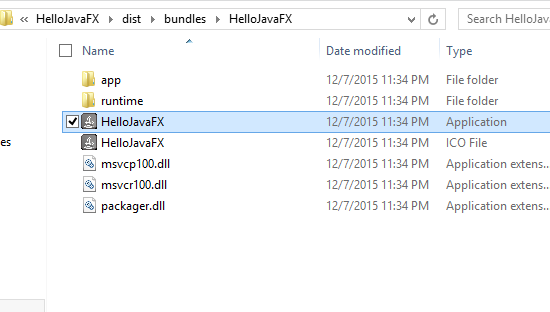 « HelloJavaFX ▸ dist ▸ bundles ▸ HelloJavaFX
Search HelloJa
Name Date modified Type
app 12/7/2015 11:34 PM File folder
runtime 12/7/2015 11:34 PM File folder
HelloJavaFX 12/7/2015 11:34 PM Application
HelloJavaFX 12/7/2015 11:34 PM ICO File
es
msvcp100.dll 12/7/2015 11:34 PM Application extens...
msvcr100.dll 12/7/2015 11:34 PM Application extens...
packager.dll 12/7/2015 11:34 PM Application extens...